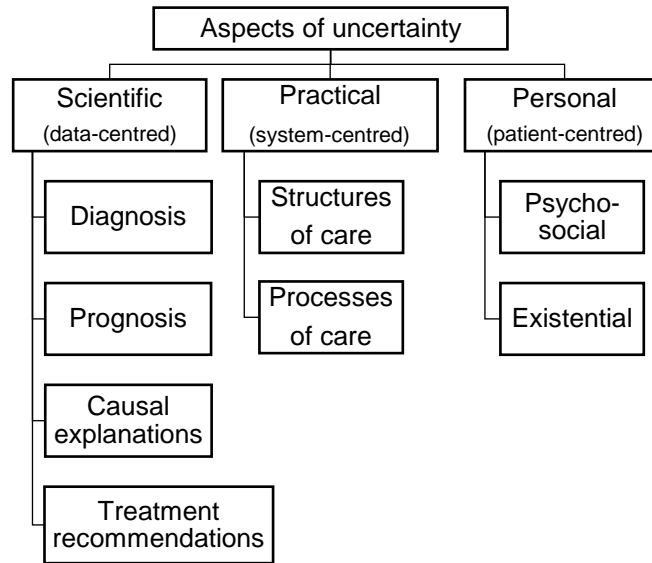 Aspects of uncertainty
Scientific
(data-centred)
Diagnosis
Prognosis
Causal
explanations
Treatment
recommendations
Practical
(system-centred)
Structures
of care
Processes
of care
Personal
(patient-centred)
Psycho-
social
Existential